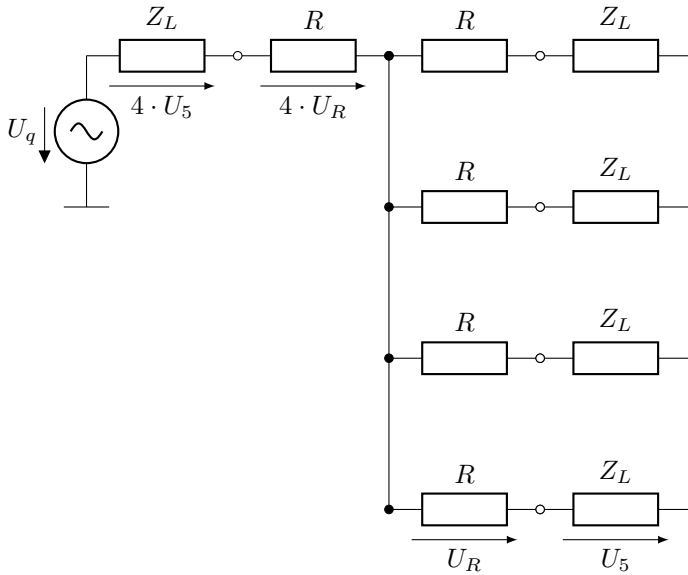 Z_L R R Z_L
4 · U_5 4 · U_R
U_q
R Z_L
R Z_L
R Z_L
U_R U_5